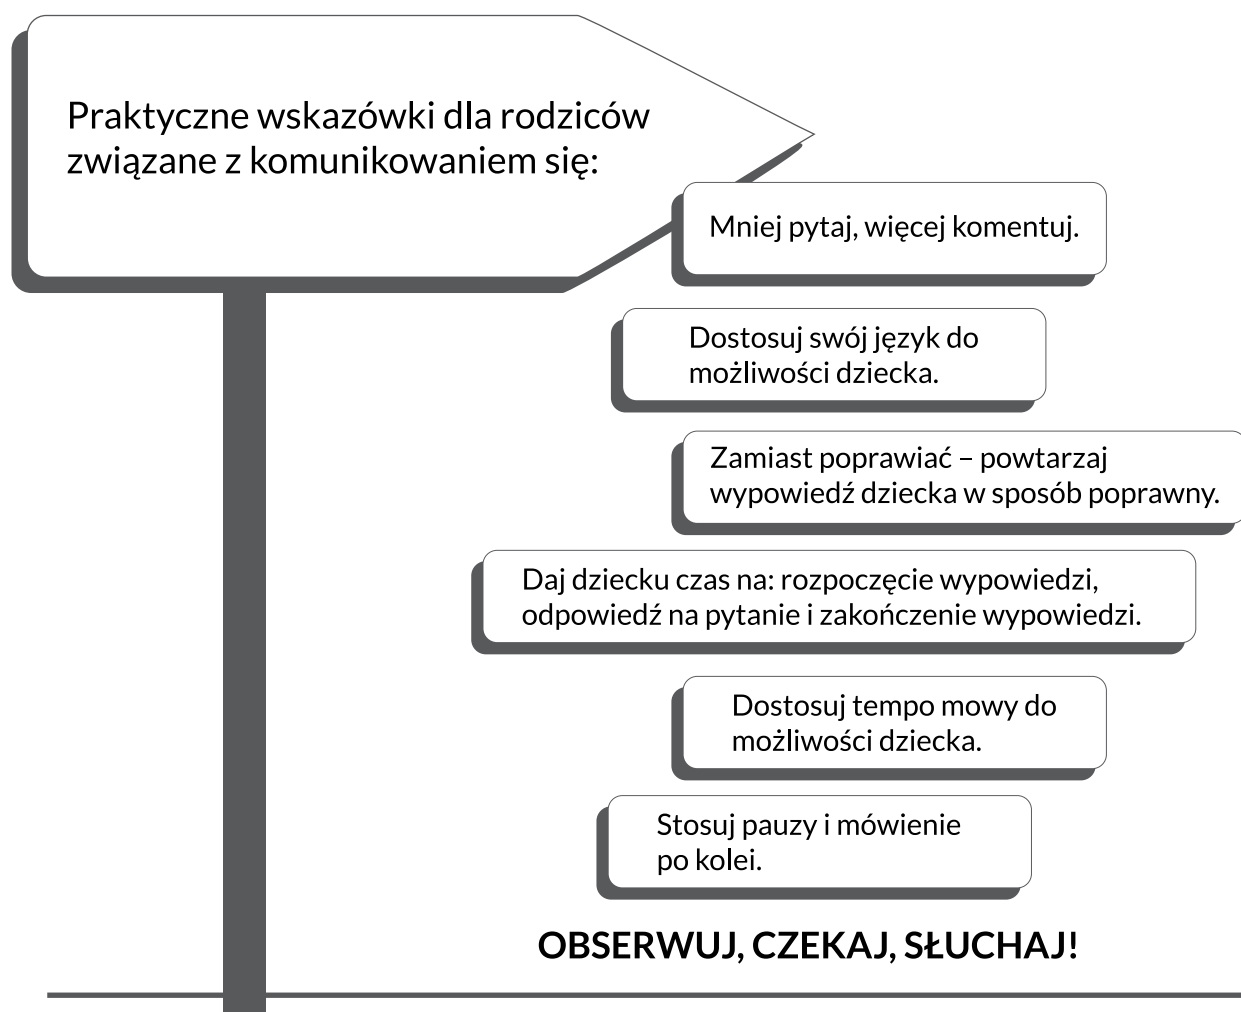 Praktyczne wskazówki dla rodziców
związane z komunikowaniem się:
Mniej pytaj, więcej komentuj.
Dostosuj swój język do
możliwości dziecka.
Zamiast poprawiać – powtarzaj
wypowiedź dziecka w sposób poprawny.
Daj dziecku czas na: rozpoczęcie wypowiedzi,
odpowiedź na pytanie i zakończenie wypowiedzi.
Dostosuj tempo mowy do
możliwości dziecka.
Stosuj pauzy i mówienie
po kolei.
OBSERWUJ, CZEKAJ, SŁUCHAJ!